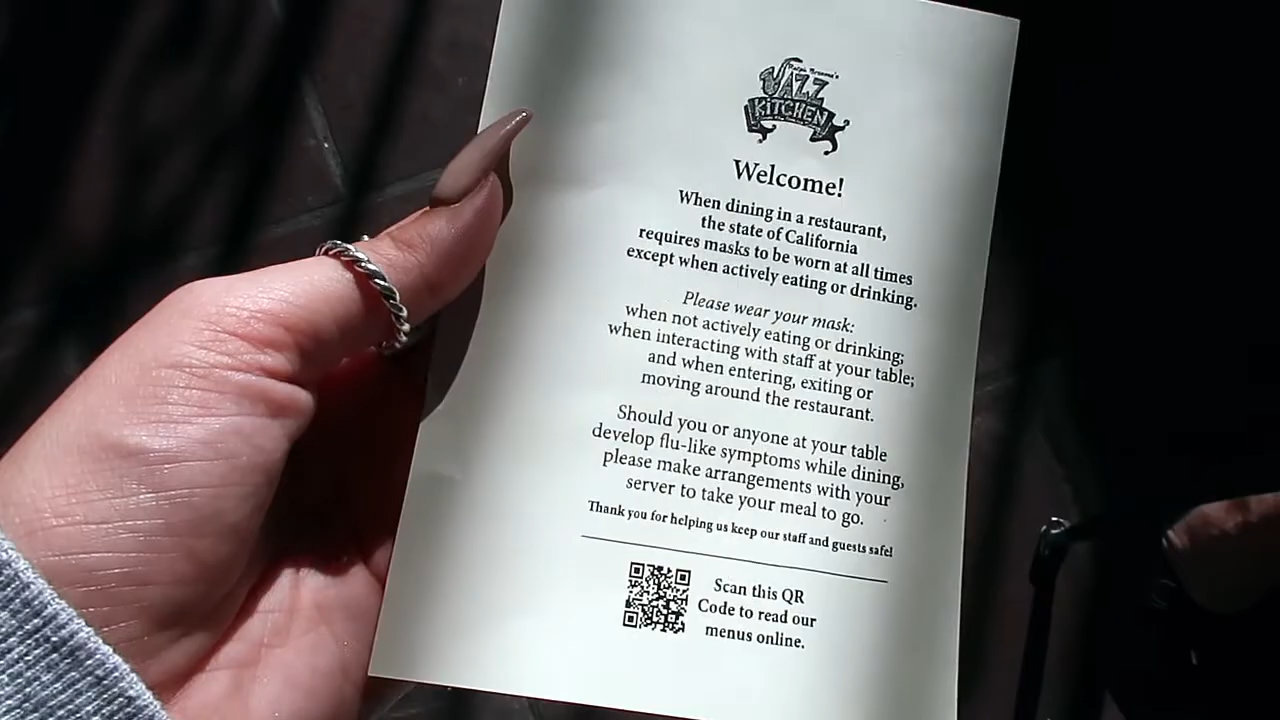 Ralph Brennan's
JAZZ
KITCHEN
Welcome!
When dining in a restaurant,
the state of California
requires masks to be worn at all times
except when actively eating or drinking.
Please wear your mask:
when not actively eating or drinking;
when interacting with staff at your table;
and when entering, exiting or
moving around the restaurant.
Should you or anyone at your table
develop flu-like symptoms while dining,
please make arrangements with your
server to take your meal to go.
Thank you for helping us keep our staff and guests safe!
Scan this QR
Code to read our
menus online.